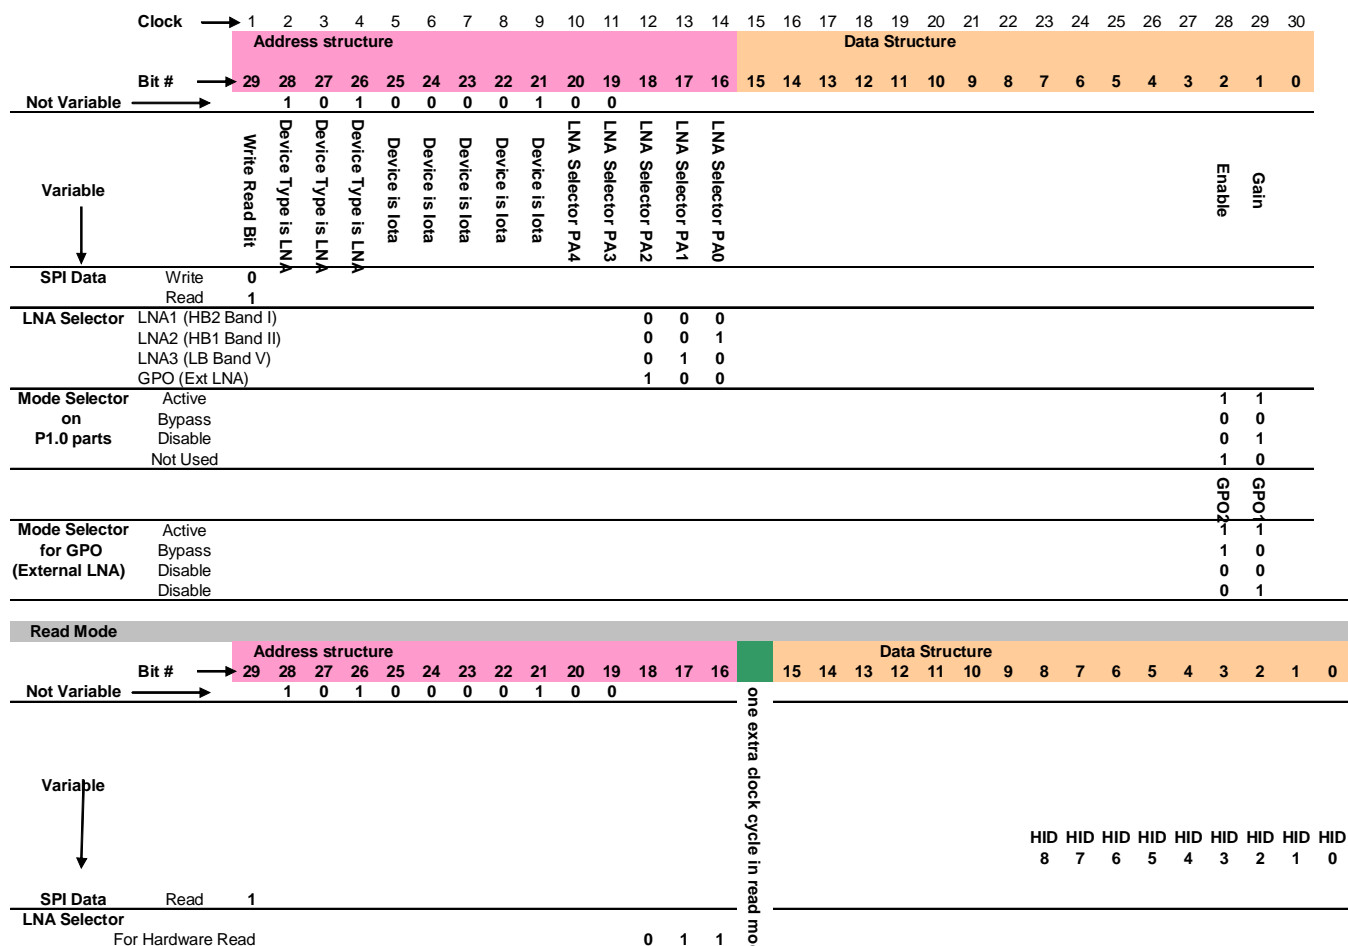 Clock 1 2 3 4 5 6 7 8 9 10 11 12 13 14 15 16 17 18 19 20 21 22 23 24 25 26 27 28 29 30
Address structure Data Structure
Bit # 29 28 27 26 25 24 23 22 21 20 19 18 17 16 15 14 13 12 11 10 9 8 7 6 5 4 3 2 1 0
Not Variable 1 0 1 0 0 0 0 1 0 0
Variable
Write Read Bit
Device Type is LNA
Device Type is LNA
Device Type is LNA
Device is Iota
Device is Iota
Device is Iota
Device is Iota
Device is Iota
LNA Selector PA4
LNA Selector PA3
LNA Selector PA2
LNA Selector PA1
LNA Selector PA0
Enable
Gain
SPI Data Write 0
Read 1
LNA Selector LNA1 (HB2 Band I) 0 0 0
LNA2 (HB1 Band II) 0 0 1
LNA3 (LB Band V) 0 1 0
GPO (Ext LNA) 1 0 0
Mode Selector Active 1 1
on Bypass 0 0
P1.0 parts Disable 0 1
Not Used 1 0
GPO2
GPO1
Mode Selector Active 1 1
for GPO Bypass 1 0
(External LNA) Disable 0 0
Disable 0 1
Read Mode
Address structure Data Structure
Bit # 29 28 27 26 25 24 23 22 21 20 19 18 17 16 15 14 13 12 11 10 9 8 7 6 5 4 3 2 1 0
Not Variable 1 0 1 0 0 0 0 1 0 0
one extra clock cycle in read mo
Variable
HID HID HID HID HID HID HID HID HID
8 7 6 5 4 3 2 1 0
SPI Data Read 1
LNA Selector
For Hardware Read 0 1 1